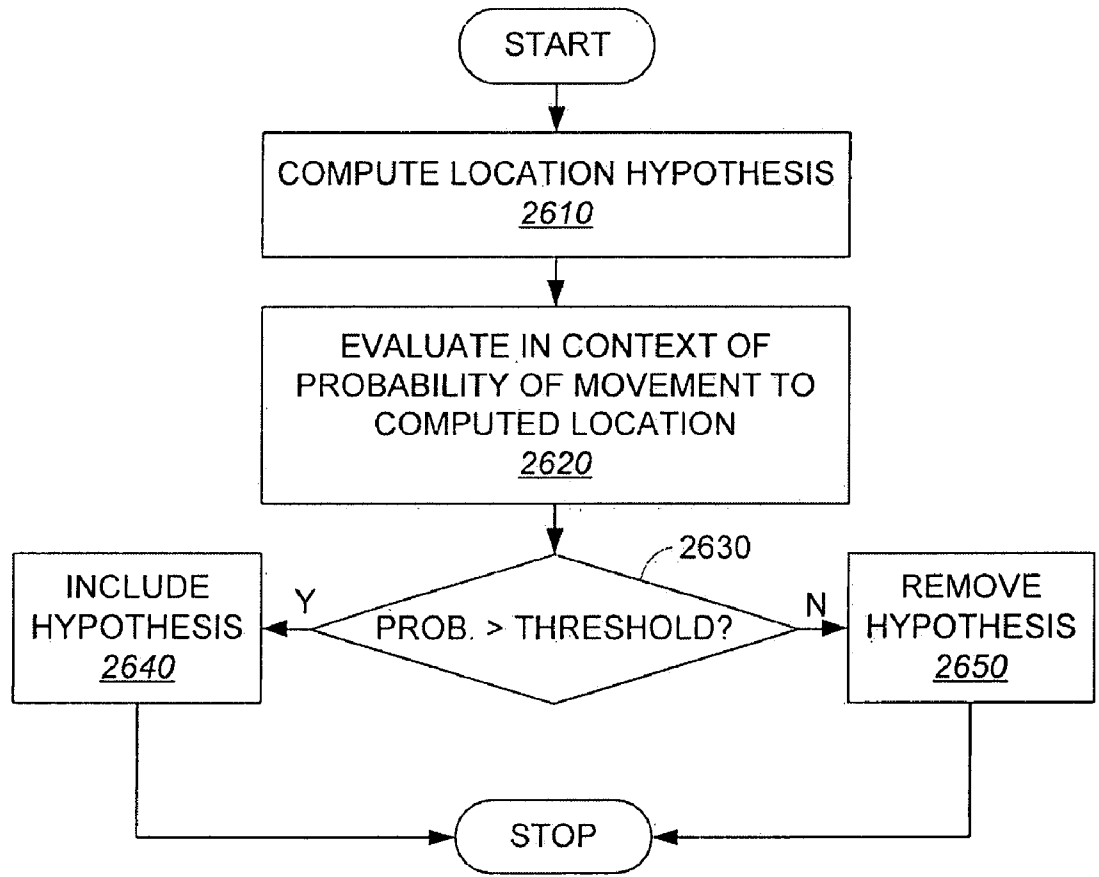 START
COMPUTE LOCATION HYPOTHESIS
2610
EVALUATE IN CONTEXT OF
PROBABILITY OF MOVEMENT TO
COMPUTED LOCATION
2620
2630
PROB. > THRESHOLD?
Y
N
INCLUDE
HYPOTHESIS
2640
REMOVE
HYPOTHESIS
2650
STOP